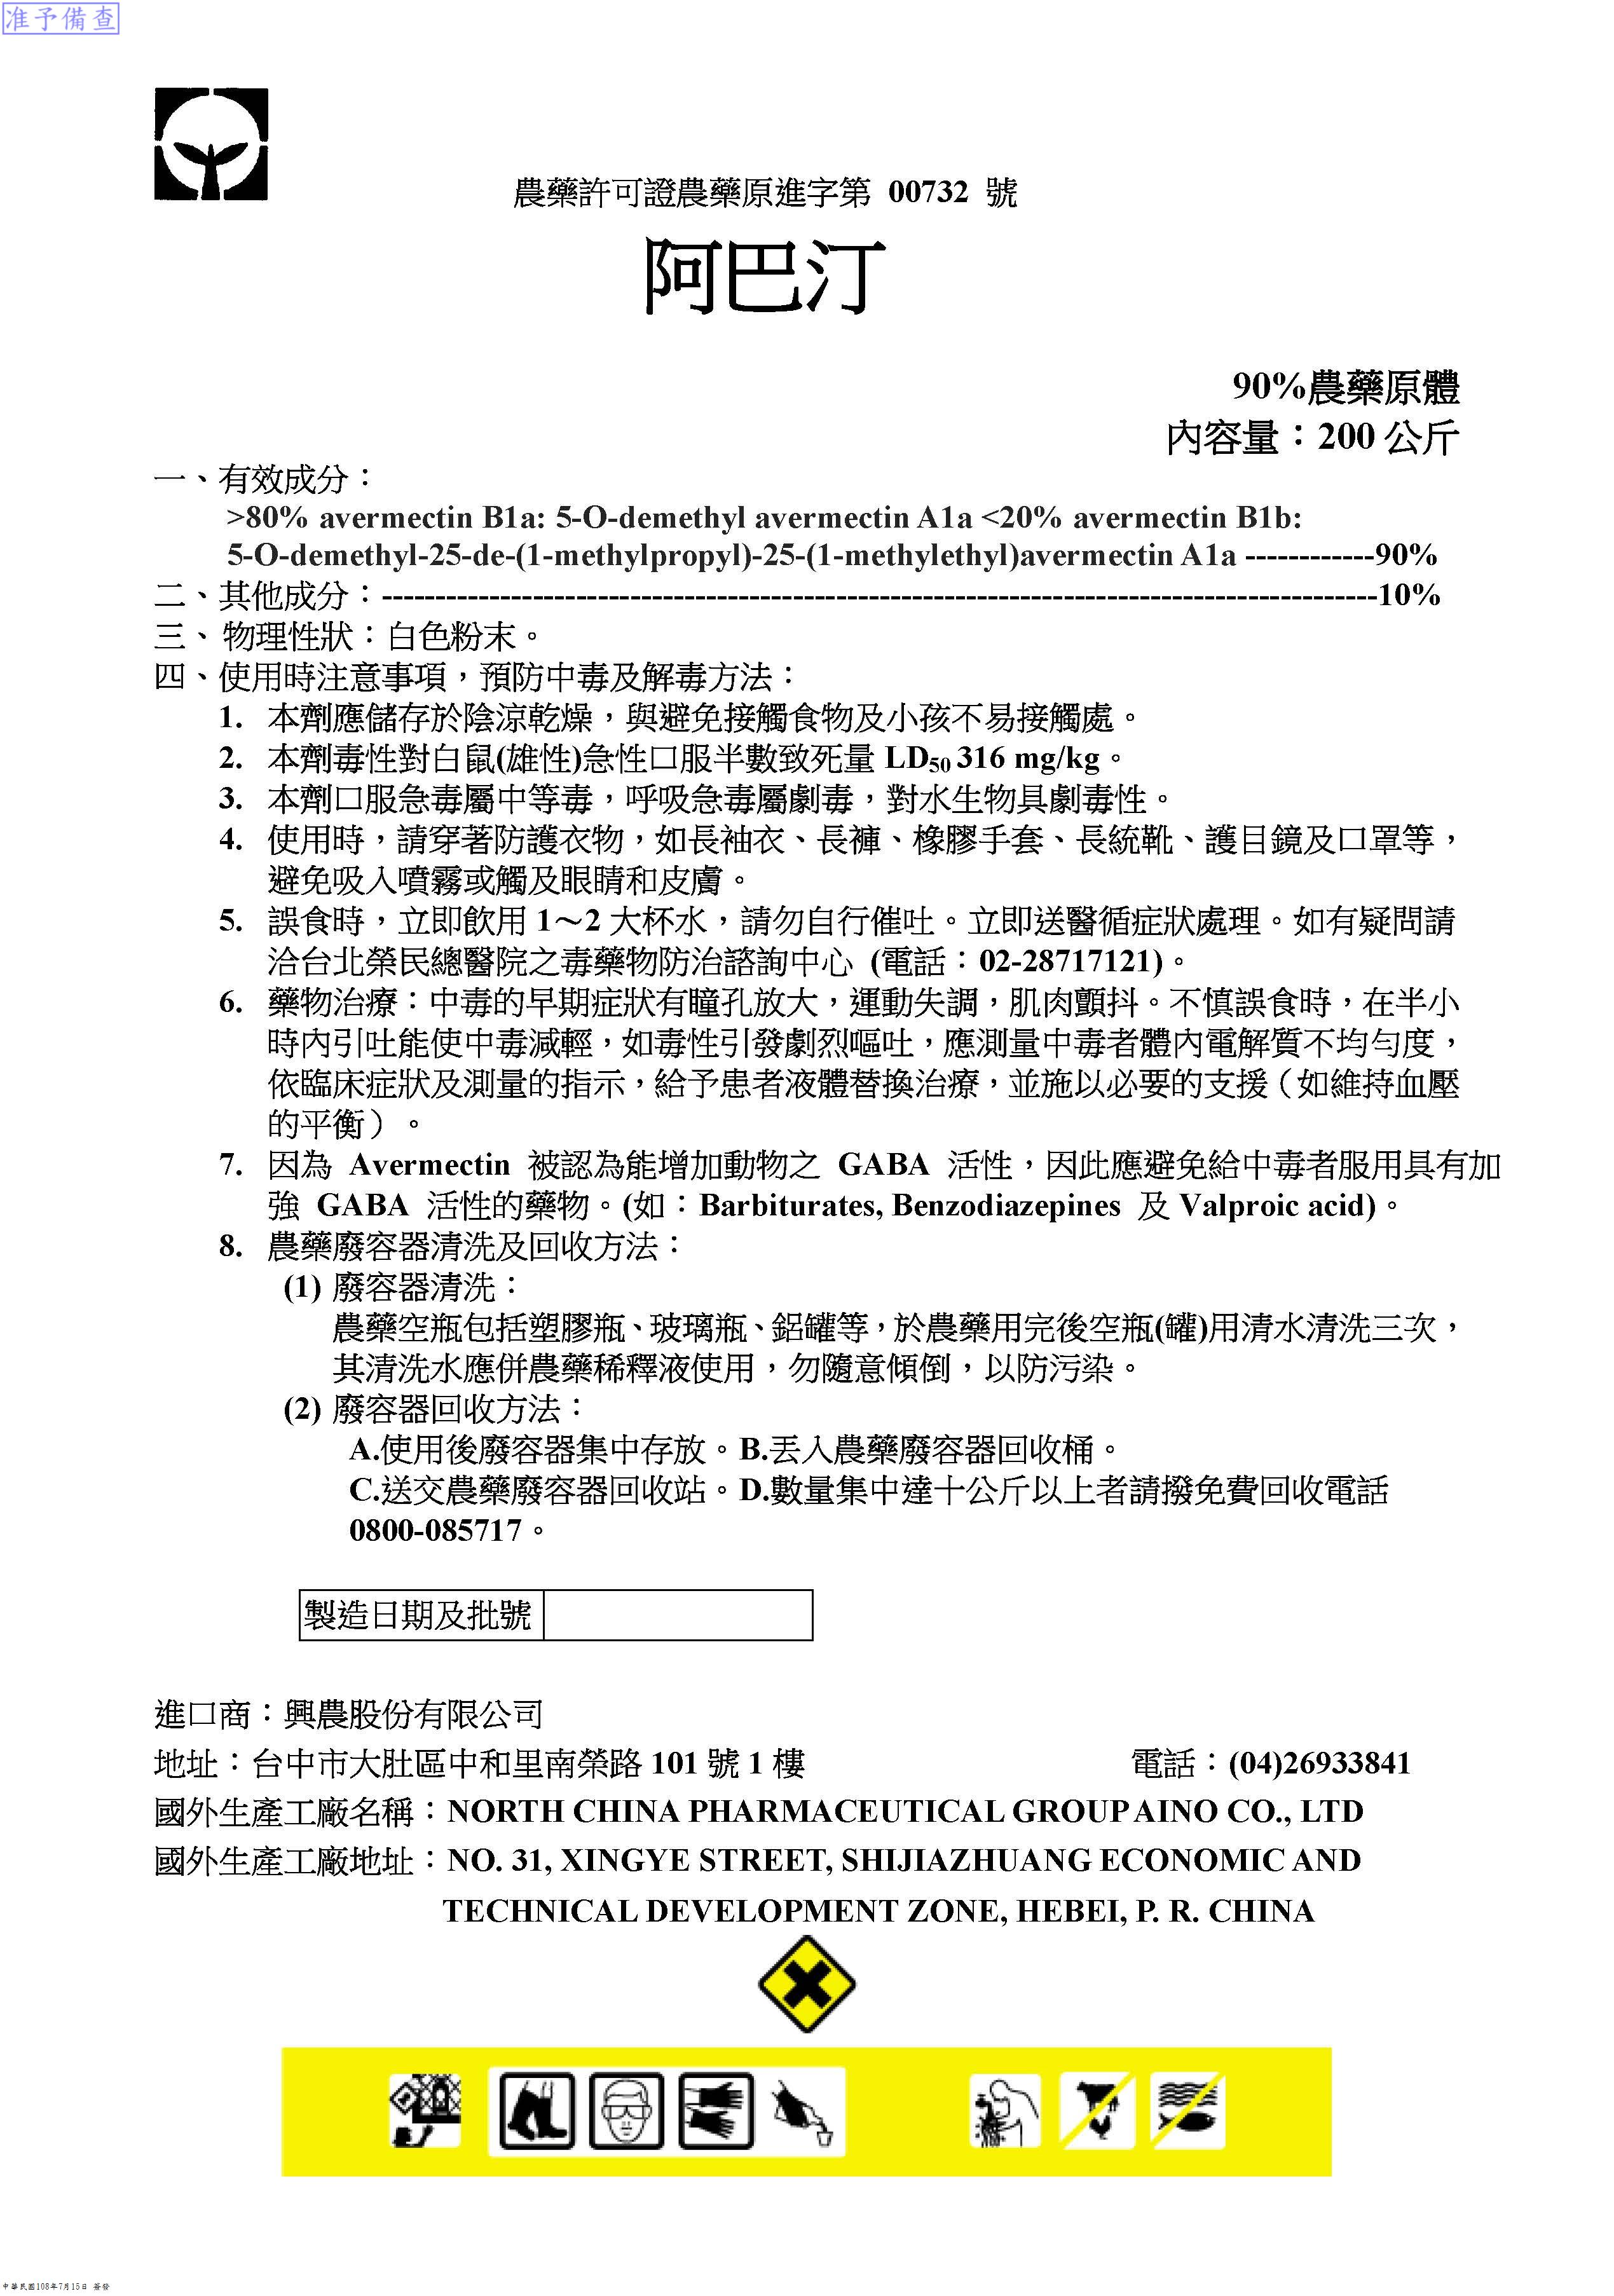 准予備查
農藥許可證農藥原進字第 00732 號
阿巴汀
90%農藥原體
內容量：200 公斤
一、有效成分：
>80% avermectin B1a: 5-O-demethyl avermectin A1a <20% avermectin B1b:
5-O-demethyl-25-de-(1-methylpropyl)-25-(1-methylethyl)avermectin A1a ------------90%
二、其他成分：--------------------------------------------------------------------------------------------10%
三、物理性狀：白色粉末。
四、使用時注意事項，預防中毒及解毒方法：
1. 本劑應儲存於陰涼乾燥，與避免接觸食物及小孩不易接觸處。
2. 本劑毒性對白鼠(雄性)急性口服半數致死量 LD50 316 mg/kg。
3. 本劑口服急毒屬中等毒，呼吸急毒屬劇毒，對水生物具劇毒性。
4. 使用時，請穿著防護衣物，如長袖衣、長褲、橡膠手套、長統靴、護目鏡及口罩等，
避免吸入噴霧或觸及眼睛和皮膚。
5. 誤食時，立即飲用 1～2 大杯水，請勿自行催吐。立即送醫循症狀處理。如有疑問請
洽台北榮民總醫院之毒藥物防治諮詢中心 (電話：02-28717121)。
6. 藥物治療：中毒的早期症狀有瞳孔放大，運動失調，肌肉顫抖。不慎誤食時，在半小
時內引吐能使中毒減輕，如毒性引發劇烈嘔吐，應測量中毒者體內電解質不均勻度，
依臨床症狀及測量的指示，給予患者液體替換治療，並施以必要的支援（如維持血壓
的平衡）。
7. 因為 Avermectin 被認為能增加動物之 GABA 活性，因此應避免給中毒者服用具有加
強 GABA 活性的藥物。(如：Barbiturates, Benzodiazepines 及 Valproic acid)。
8. 農藥廢容器清洗及回收方法：
(1) 廢容器清洗：
農藥空瓶包括塑膠瓶、玻璃瓶、鋁罐等，於農藥用完後空瓶(罐)用清水清洗三次，
其清洗水應併農藥稀釋液使用，勿隨意傾倒，以防污染。
(2) 廢容器回收方法：
A.使用後廢容器集中存放。B.丟入農藥廢容器回收桶。
C.送交農藥廢容器回收站。D.數量集中達十公斤以上者請撥免費回收電話
0800-085717。
製造日期及批號
進口商：興農股份有限公司
地址：台中市大肚區中和里南榮路 101 號 1 樓 電話：(04)26933841
國外生產工廠名稱：NORTH CHINA PHARMACEUTICAL GROUP AINO CO., LTD
國外生產工廠地址：NO. 31, XINGYE STREET, SHIJIAZHUANG ECONOMIC AND
TECHNICAL DEVELOPMENT ZONE, HEBEI, P. R. CHINA
中華民國108年7月15日 簽發